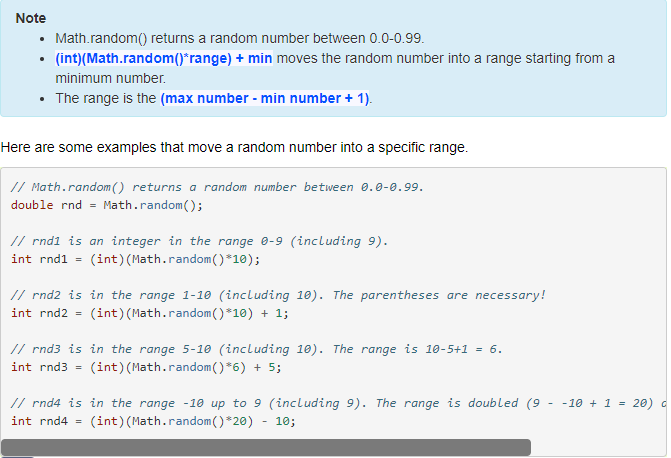 Note
• Math.random() returns a random number between 0.0-0.99.
• (int)(Math.random()*range) + min moves the random number into a range starting from a
minimum number.
• The range is the (max number - min number + 1).
Here are some examples that move a random number into a specific range.
// Math.random() returns a random number between 0.0-0.99.
double rnd = Math.random();
// rnd1 is an integer in the range 0-9 (including 9).
int rnd1 = (int)(Math.random()*10);
// rnd2 is in the range 1-10 (including 10). The parentheses are necessary!
int rnd2 = (int)(Math.random()*10) + 1;
// rnd3 is in the range 5-10 (including 10). The range is 10-5+1 = 6.
int rnd3 = (int)(Math.random()*6) + 5;
// rnd4 is in the range -10 up to 9 (including 9). The range is doubled (9 - -10 + 1 = 20)
int rnd4 = (int)(Math.random()*20) - 10;